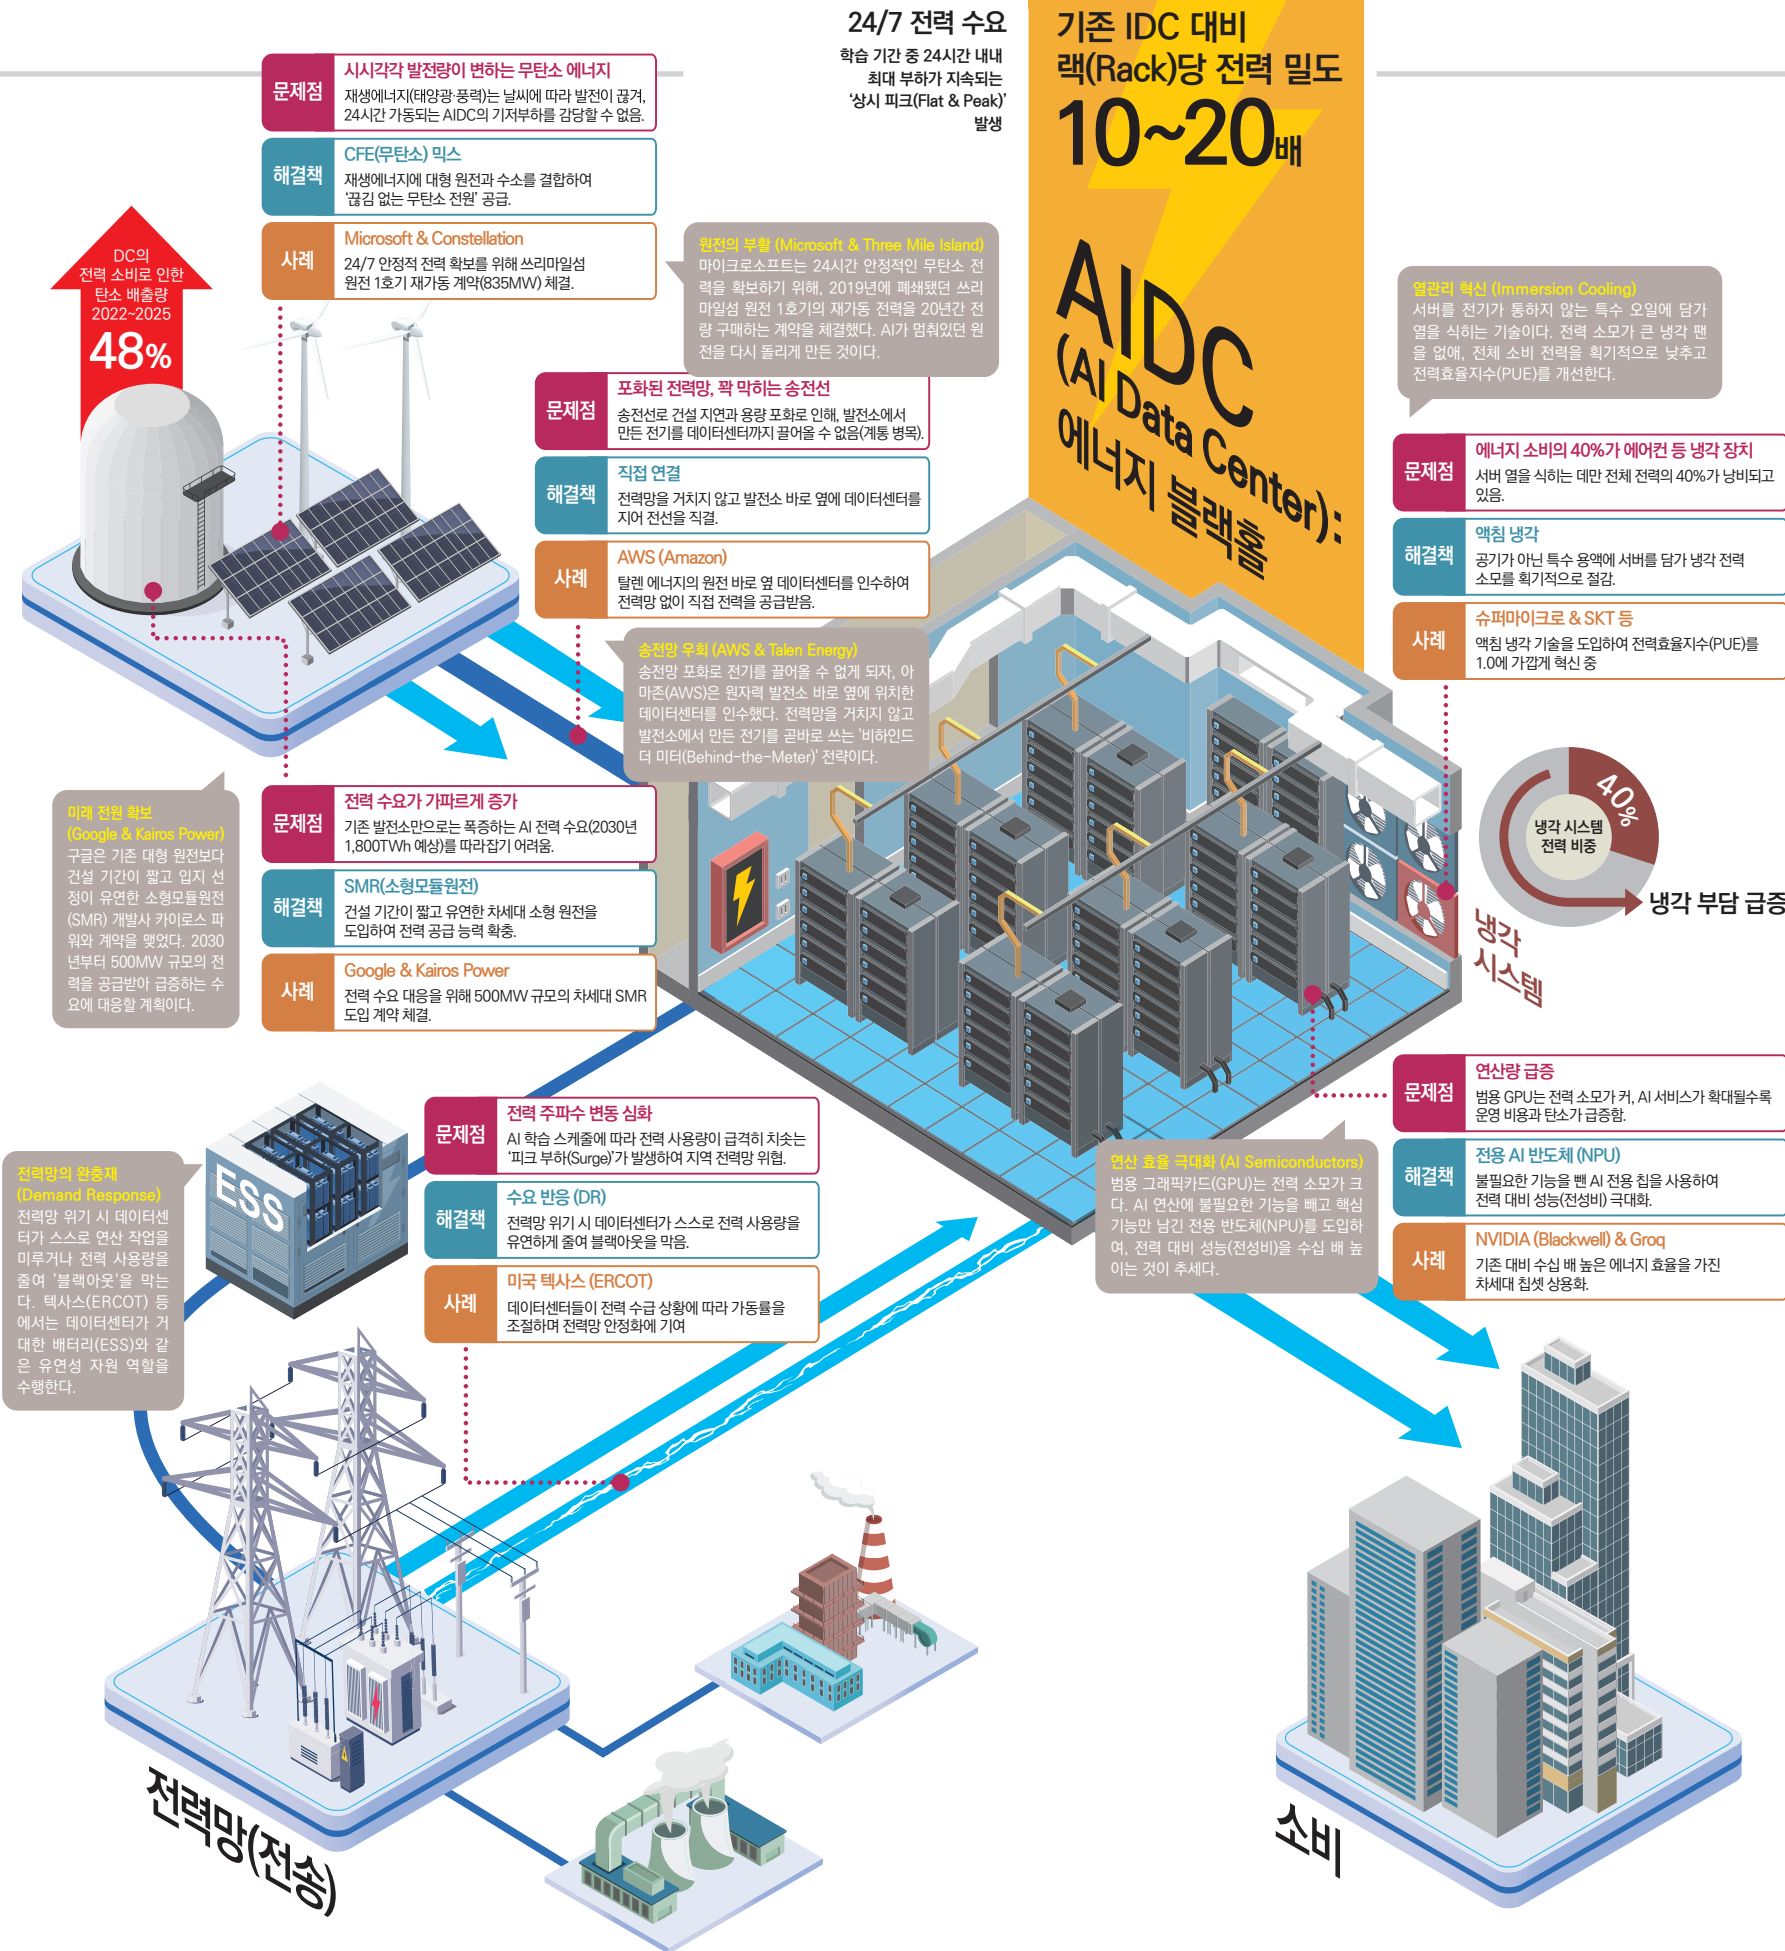 24/7 전력 수요
학습 기간 중 24시간 내내
최대 부하가 지속되는
‘상시 피크(Flat & Peak)’
발생
기존 IDC 대비
랙(Rack)당 전력 밀도
10~20배
AIDC
(AI Data Center):
에너지 블랙홀
문제점
시시각각 발전량이 변하는 무탄소 에너지
재생에너지(태양광·풍력)는 날씨에 따라 발전이 끊겨,
24시간 가동되는 AIDC의 기저부하를 감당할 수 없음.
해결책
CFE(무탄소) 믹스
재생에너지에 대형 원전과 수소를 결합하여
‘끊김 없는 무탄소 전원’ 공급.
사례
Microsoft & Constellation
24/7 안정적 전력 확보를 위해 쓰리마일섬
원전 1호기 재가동 계약(835MW) 체결.
DC의
전력 소비로 인한
탄소 배출량
2022~2025
48%
원전의 부활 (Microsoft & Three Mile Island)
마이크로소프트는 24시간 안정적인 무탄소 전
력을 확보하기 위해, 2019년에 폐쇄됐던 쓰리
마일섬 원전 1호기의 재가동 전력을 20년간 전
량 구매하는 계약을 체결했다. AI가 멈춰있던 원
전을 다시 돌리게 만든 것이다.
문제점
포화된 전력망, 꽉 막히는 송전선
송전선로 건설 지연과 용량 포화로 인해, 발전소에서
만든 전기를 데이터센터까지 끌어올 수 없음(계통 병목).
해결책
직접 연결
전력망을 거치지 않고 발전소 바로 옆에 데이터센터를
지어 전선을 직결.
사례
AWS (Amazon)
탈렌 에너지의 원전 바로 옆 데이터센터를 인수하여
전력망 없이 직접 전력을 공급받음.
송전망 우회 (AWS & Talen Energy)
송전망 포화로 전기를 끌어올 수 없게 되자, 아
마존(AWS)은 원자력 발전소 바로 옆에 위치한
데이터센터를 인수했다. 전력망을 거치지 않고
발전소에서 만든 전기를 곧바로 쓰는 '비하인드
더 미터(Behind-the-Meter)' 전략이다.
열관리 혁신 (Immersion Cooling)
서버를 전기가 통하지 않는 특수 오일에 담가
열을 식히는 기술이다. 전력 소모가 큰 냉각 팬
을 없애, 전체 소비 전력을 획기적으로 낮추고
전력효율지수(PUE)를 개선한다.
문제점
에너지 소비의 40%가 에어컨 등 냉각 장치
서버 열을 식히는 데만 전체 전력의 40%가 낭비되고
있음.
해결책
액침 냉각
공기가 아닌 특수 용액에 서버를 담가 냉각 전력
소모를 획기적으로 절감.
사례
슈퍼마이크로 & SKT 등
액침 냉각 기술을 도입하여 전력효율지수(PUE)를
1.0에 가깝게 혁신 중
40%
냉각 시스템
전력 비중
냉각 부담 급증
냉각
시스템
미래 전원 확보
(Google & Kairos Power)
구글은 기존 대형 원전보다
건설 기간이 짧고 입지 선
정이 유연한 소형모듈원전
(SMR) 개발사 카이로스 파
워와 계약을 맺었다. 2030
년부터 500MW 규모의 전
력을 공급받아 급증하는 수
요에 대응할 계획이다.
문제점
전력 수요가 가파르게 증가
기존 발전소만으로는 폭증하는 AI 전력 수요(2030년
1,800TWh 예상)를 따라잡기 어려움.
해결책
SMR(소형모듈원전)
건설 기간이 짧고 유연한 차세대 소형 원전을
도입하여 전력 공급 능력 확충.
사례
Google & Kairos Power
전력 수요 대응을 위해 500MW 규모의 차세대 SMR
도입 계약 체결.
ESS
전력망의 완충재
(Demand Response)
전력망 위기 시 데이터센
터가 스스로 연산 작업을
미루거나 전력 사용량을
줄여 '블랙아웃'을 막는
다. 텍사스(ERCOT) 등
에서는 데이터센터가 거
대한 배터리(ESS)와 같
은 유연성 자원 역할을
수행한다.
문제점
전력 주파수 변동 심화
AI 학습 스케줄에 따라 전력 사용량이 급격히 치솟는
‘피크 부하(Surge)’가 발생하여 지역 전력망 위협.
해결책
수요 반응 (DR)
전력망 위기 시 데이터센터가 스스로 전력 사용량을
유연하게 줄여 블랙아웃을 막음.
사례
미국 텍사스 (ERCOT)
데이터센터들이 전력 수급 상황에 따라 가동률을
조절하며 전력망 안정화에 기여
연산 효율 극대화 (AI Semiconductors)
범용 그래픽카드(GPU)는 전력 소모가 크
다. AI 연산에 불필요한 기능을 빼고 핵심
기능만 남긴 전용 반도체(NPU)를 도입하
여, 전력 대비 성능(전성비)을 수십 배 높
이는 것이 추세다.
문제점
연산량 급증
범용 GPU는 전력 소모가 커, AI 서비스가 확대될수록
운영 비용과 탄소가 급증함.
해결책
전용 AI 반도체 (NPU)
불필요한 기능을 뺀 AI 전용 칩을 사용하여
전력 대비 성능(전성비) 극대화.
사례
NVIDIA (Blackwell) & Groq
기존 대비 수십 배 높은 에너지 효율을 가진
차세대 칩셋 상용화.
전력망(전송)
소비